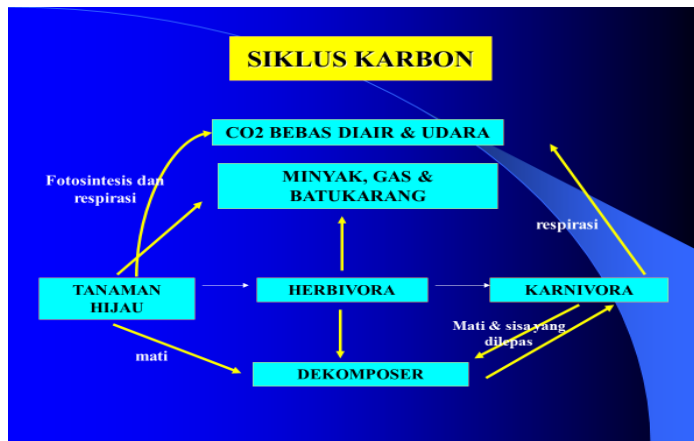 SIKLUS KARBON
CO2 BEBAS DIAIR & UDARA
MINYAK, GAS &
BATUKARANG
Fotosintesis dan
respirasi
respirasi
TANAMAN
HIJAU
HERBIVORA
KARNIVORA
Mati & sisa yang
dilepas
mati
DEKOMPOSER